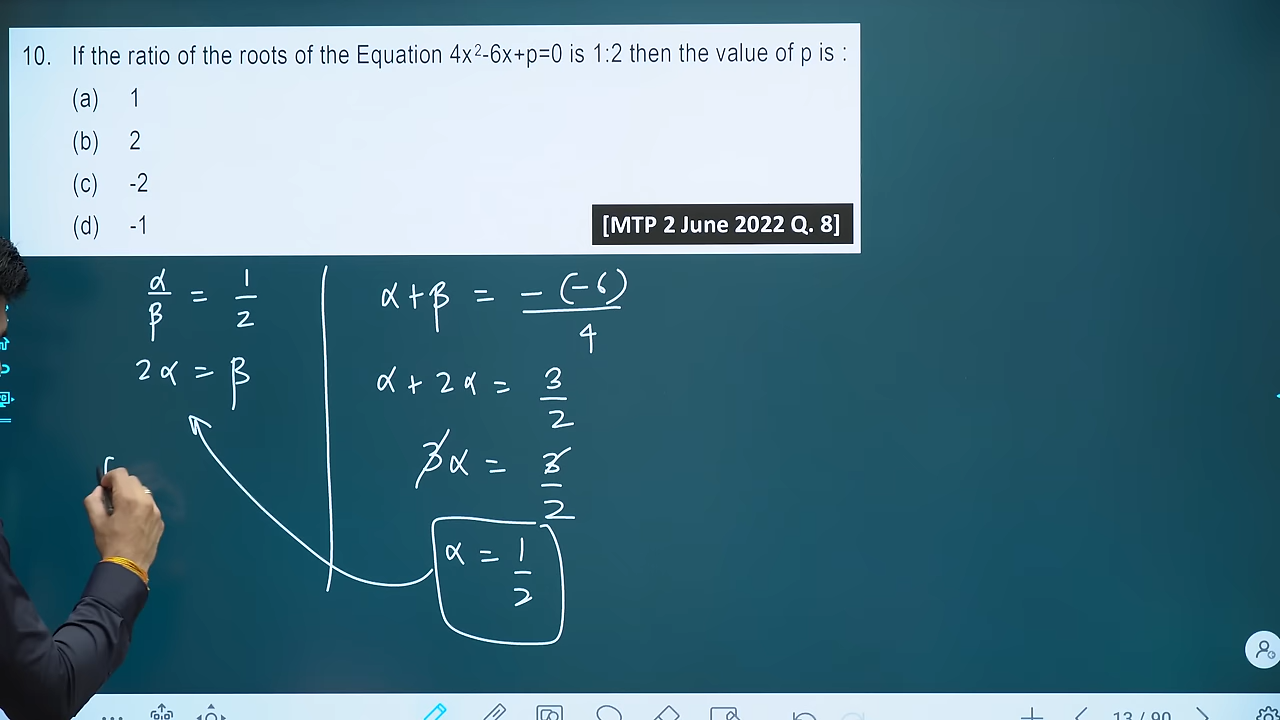 10. If the ratio of the roots of the Equation 4x²-6x+p=0 is 1:2 then the value of p is :
(a) 1
(b) 2
(c) -2
(d) -1
[MTP 2 June 2022 Q. 8]
α/β = 1/2
2α = β
α+β = -(-6)/4
α+2α = 3/2
3α = 3/2
α = 1/2
13 / 90